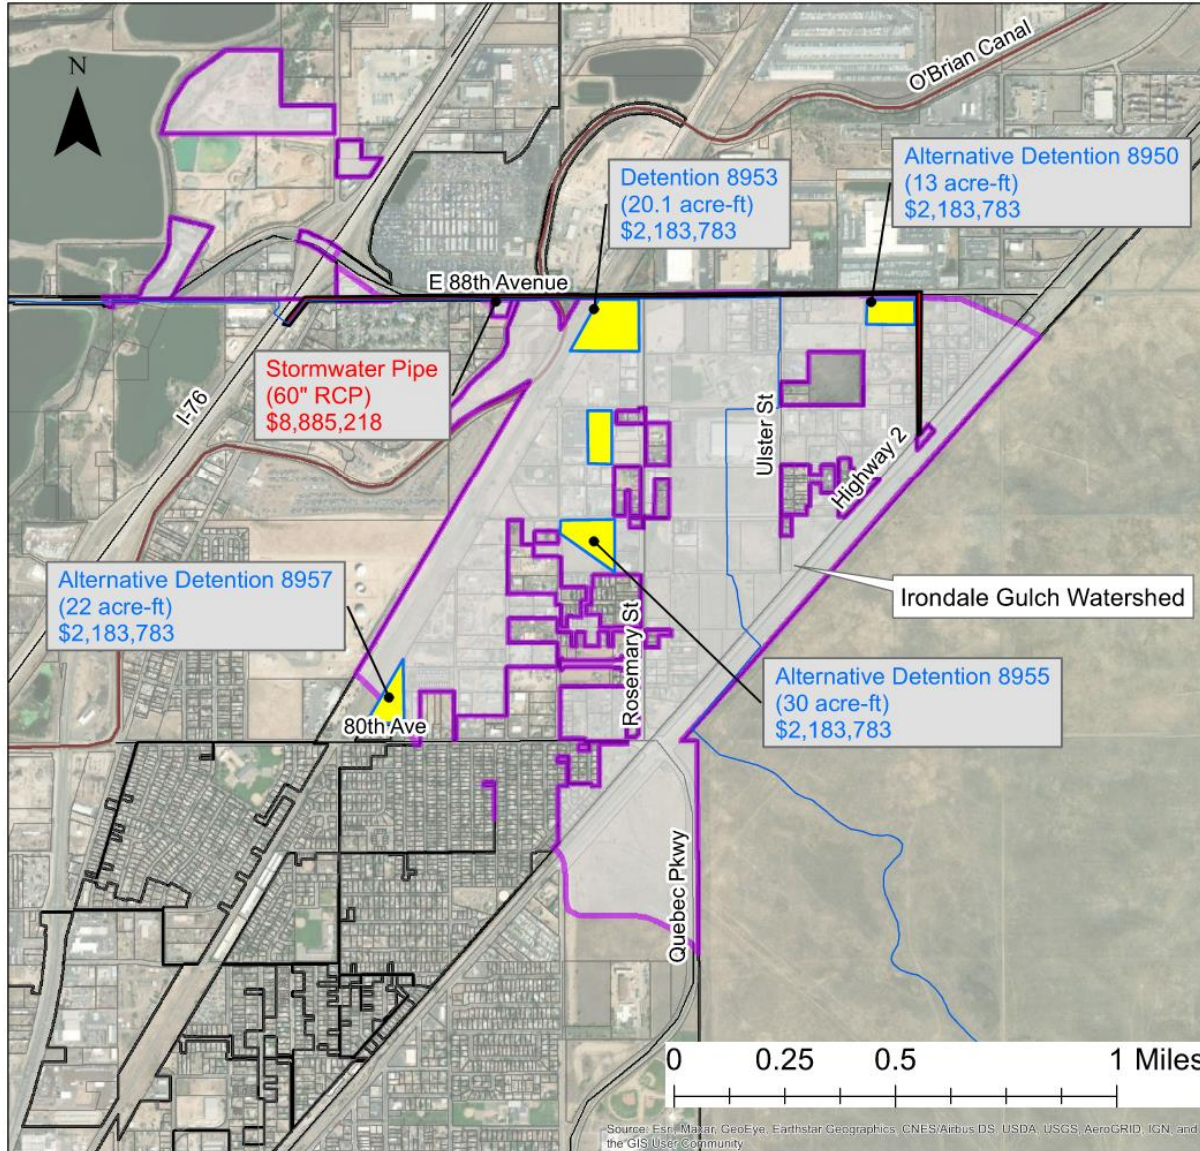 N
O'Brian Canal
Alternative Detention 8950
(13 acre-ft)
$2,183,783
Detention 8953
(20.1 acre-ft)
$2,183,783
E 88th Avenue
Stormwater Pipe
(60" RCP)
$8,885,218
I-76
Ulster St
Highway 2
Alternative Detention 8957
(22 acre-ft)
$2,183,783
Irondale Gulch Watershed
Rosemary St
Alternative Detention 8955
(30 acre-ft)
$2,183,783
80th Ave
Quebec Pkwy
0 0.25 0.5 1 Miles
Source: Esri, Maxar, GeoEye, Earthstar Geographics, CNES/Airbus DS, USDA, USGS, AeroGRID, IGN, and
the GIS User Community